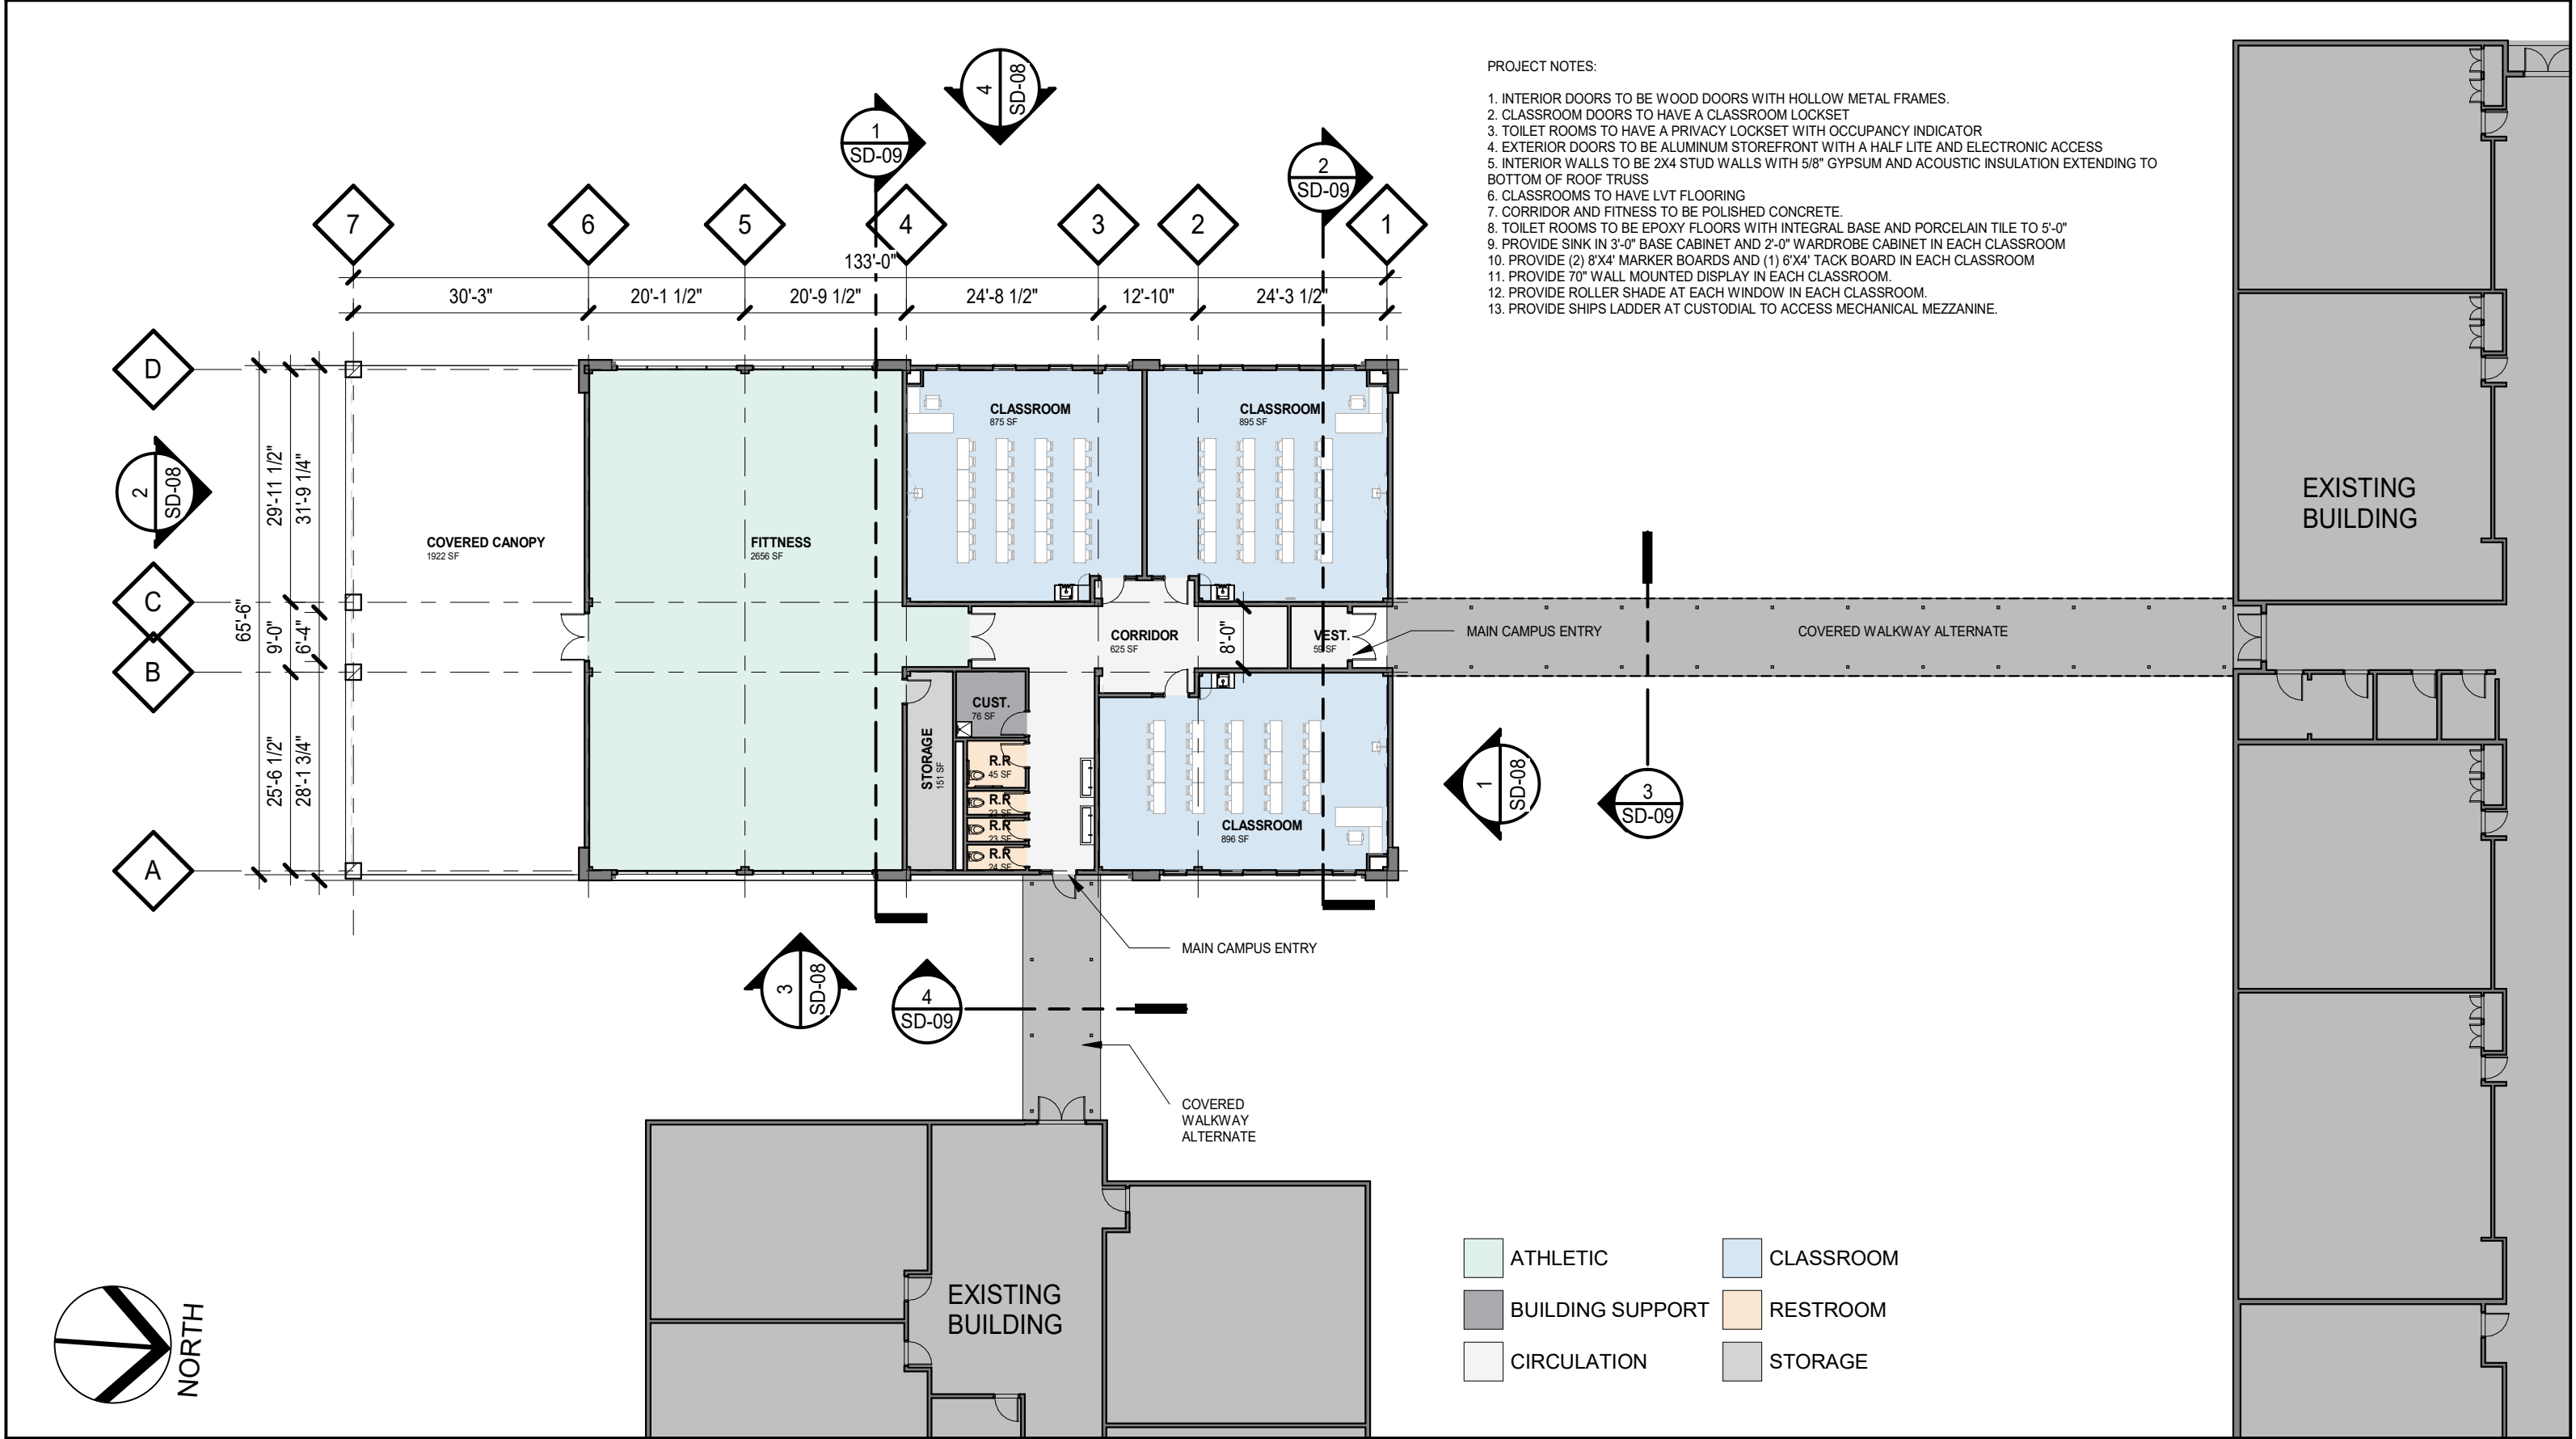 PROJECT NOTES:
1. INTERIOR DOORS TO BE WOOD DOORS WITH HOLLOW METAL FRAMES.
2. CLASSROOM DOORS TO HAVE A CLASSROOM LOCKSET
3. TOILET ROOMS TO HAVE A PRIVACY LOCKSET WITH OCCUPANCY INDICATOR
4. EXTERIOR DOORS TO BE ALUMINUM STOREFRONT WITH A HALF LITE AND ELECTRONIC ACCESS
5. INTERIOR WALLS TO BE 2X4 STUD WALLS WITH 5/8" GYPSUM AND ACOUSTIC INSULATION EXTENDING TO
BOTTOM OF ROOF TRUSS
6. CLASSROOMS TO HAVE LVT FLOORING
7. CORRIDOR AND FITNESS TO BE POLISHED CONCRETE.
8. TOILET ROOMS TO BE EPOXY FLOORS WITH INTEGRAL BASE AND PORCELAIN TILE TO 5'-0"
9. PROVIDE SINK IN 3'-0" BASE CABINET AND 2'-0" WARDROBE CABINET IN EACH CLASSROOM
10. PROVIDE (2) 8'X4' MARKER BOARDS AND (1) 6'X4' TACK BOARD IN EACH CLASSROOM
11. PROVIDE 70" WALL MOUNTED DISPLAY IN EACH CLASSROOM.
12. PROVIDE ROLLER SHADE AT EACH WINDOW IN EACH CLASSROOM.
13. PROVIDE SHIPS LADDER AT CUSTODIAL TO ACCESS MECHANICAL MEZZANINE.
4
SD-08
1
SD-09
2
SD-09
7
6
5
4
3
2
1
133'-0"
30'-3"
20'-1 1/2"
20'-9 1/2"
24'-8 1/2"
12'-10"
24'-3 1/2"
D
C
B
A
2
SD-08
65'-6"
29'-11 1/2"
9'-0"
25'-6 1/2"
31'-9 1/4"
6'-4"
28'-1 3/4"
COVERED CANOPY
1922 SF
FITTNESS
2656 SF
CLASSROOM
875 SF
CLASSROOM
895 SF
CORRIDOR
625 SF
8'-0"
VEST.
59 SF
MAIN CAMPUS ENTRY
COVERED WALKWAY ALTERNATE
EXISTING
BUILDING
STORAGE
151 SF
CUST.
76 SF
R.R
45 SF
R.R
23 SF
R.R
23 SF
R.R
24 SF
CLASSROOM
896 SF
1
SD-08
3
SD-09
MAIN CAMPUS ENTRY
3
SD-08
4
SD-09
COVERED
WALKWAY
ALTERNATE
EXISTING
BUILDING
NORTH
ATHLETIC
CLASSROOM
BUILDING SUPPORT
RESTROOM
CIRCULATION
STORAGE